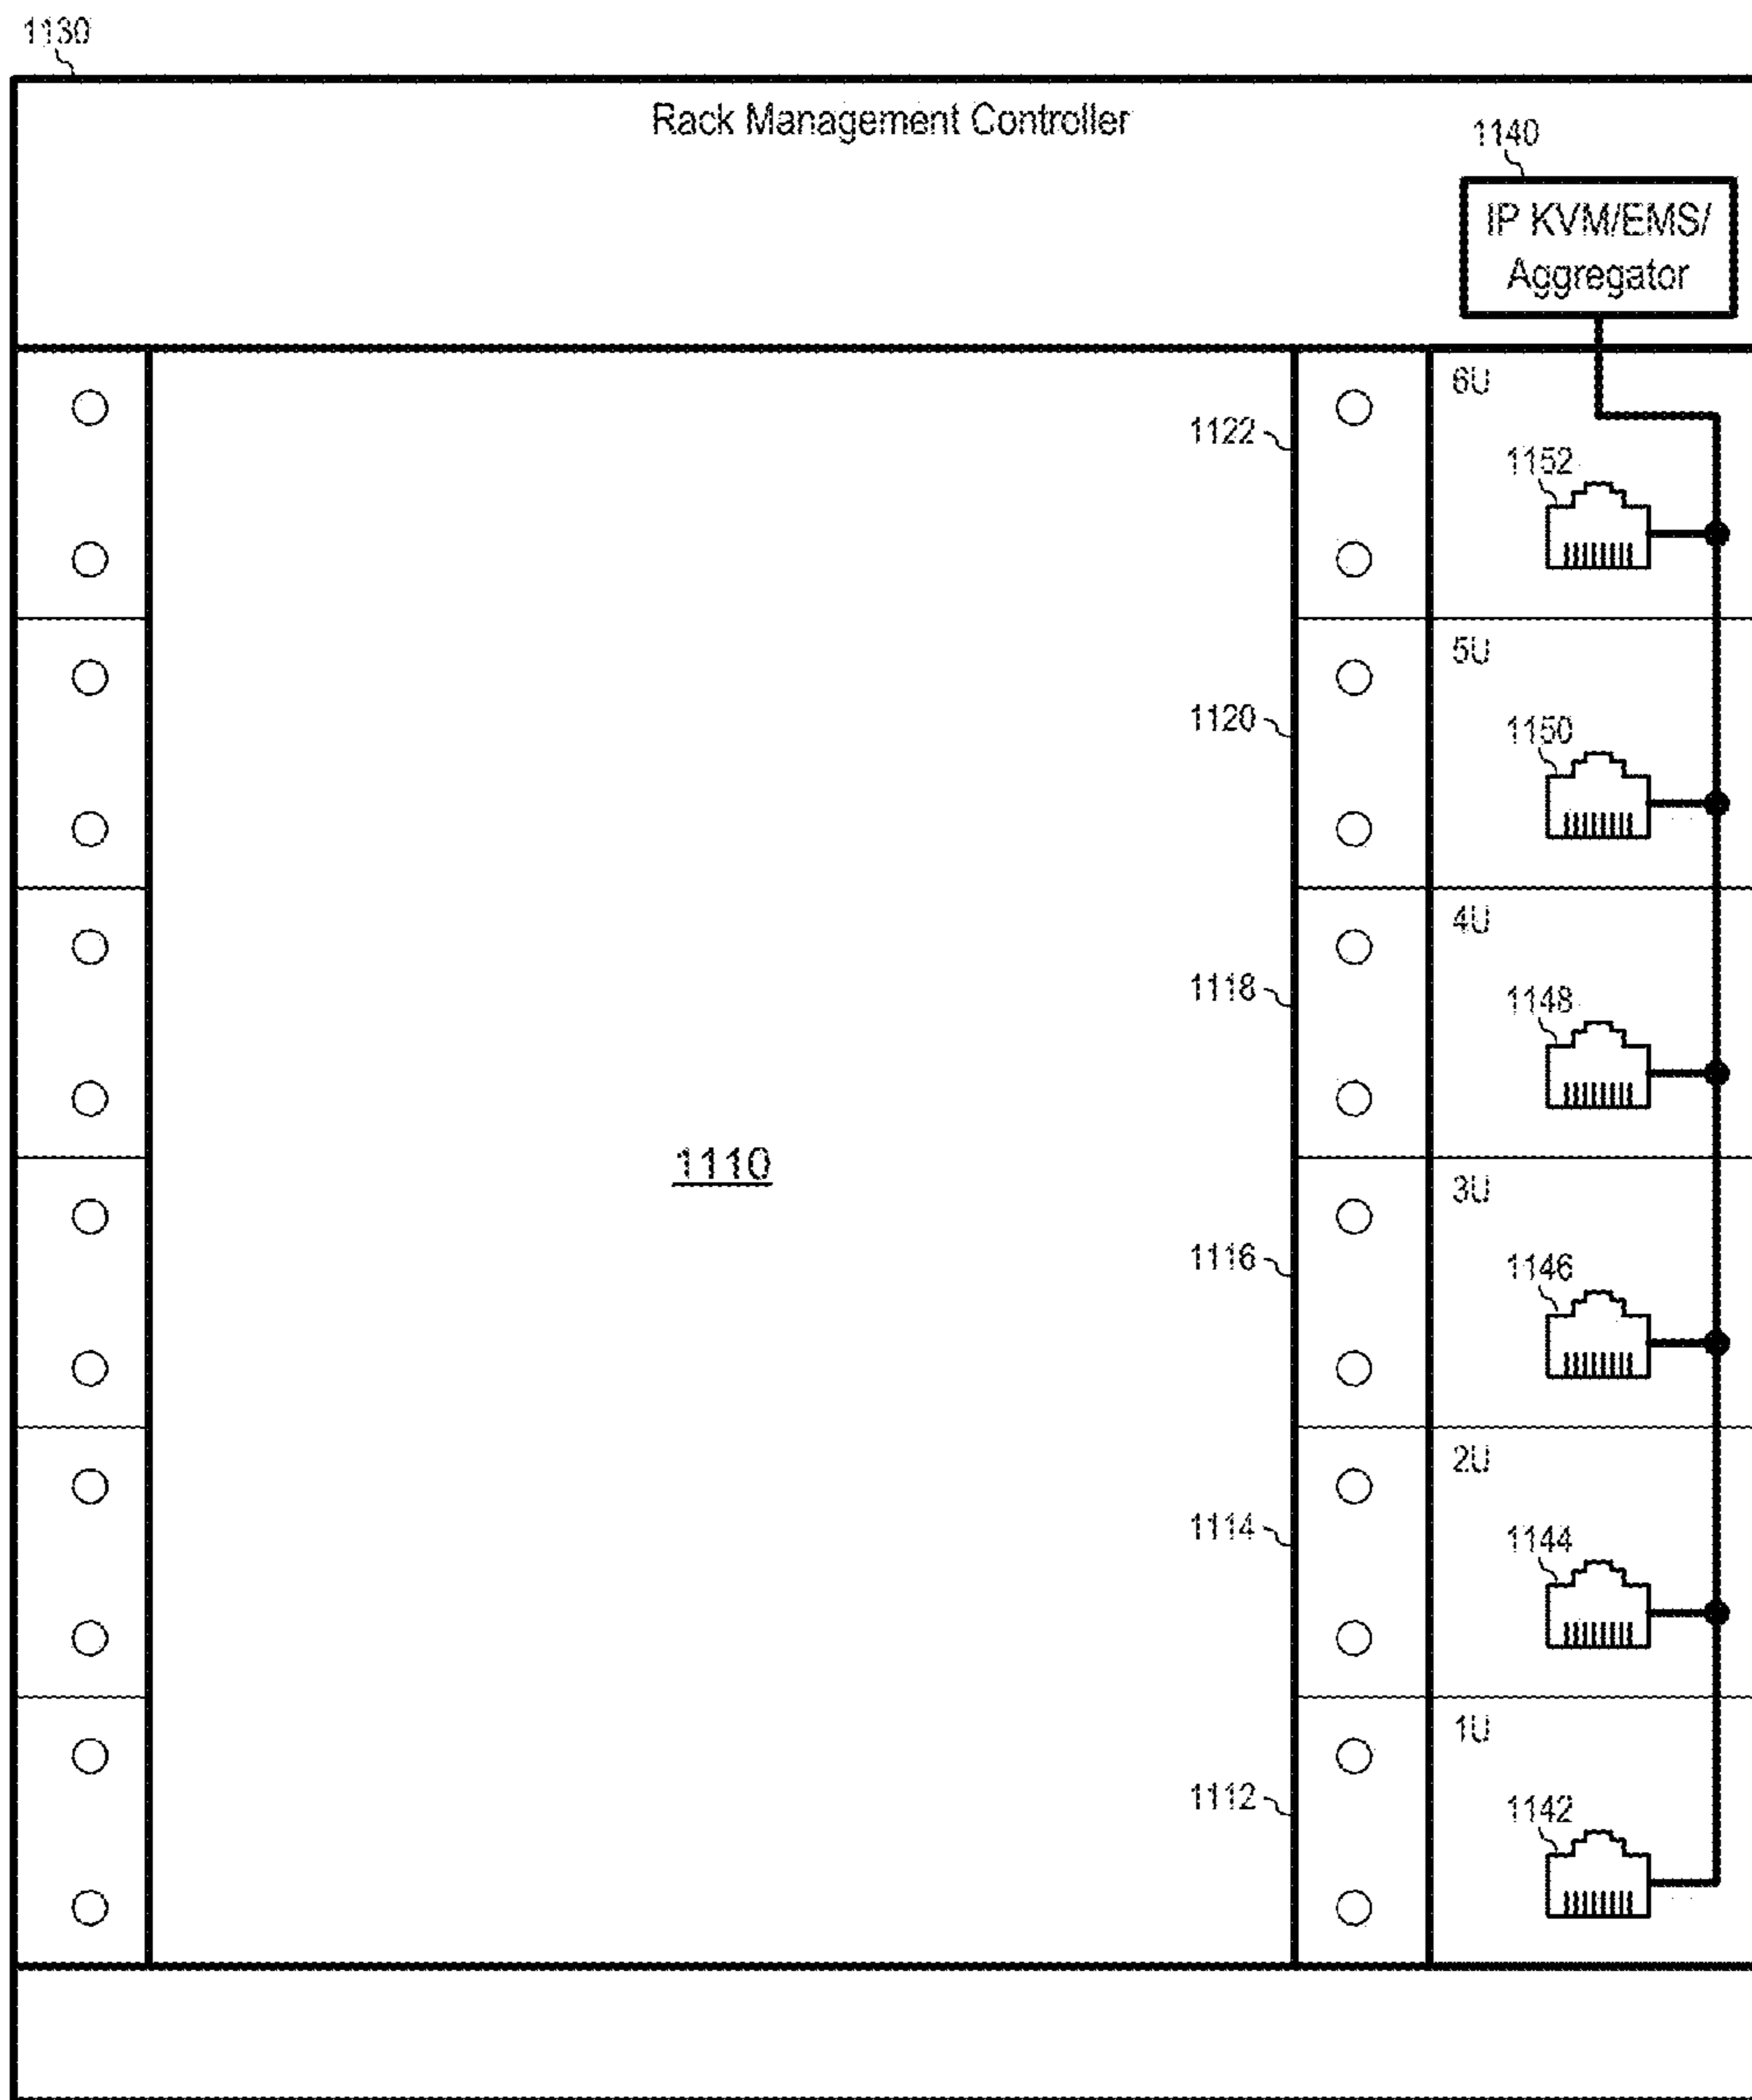 1130
Rack Management Controller
1140
IP KVM/EMS/
Aggregator
6U
1122
1152
5U
1120
1150
4U
1118
1148
1110
3U
1116
1146
2U
1114
1144
1U
1112
1142